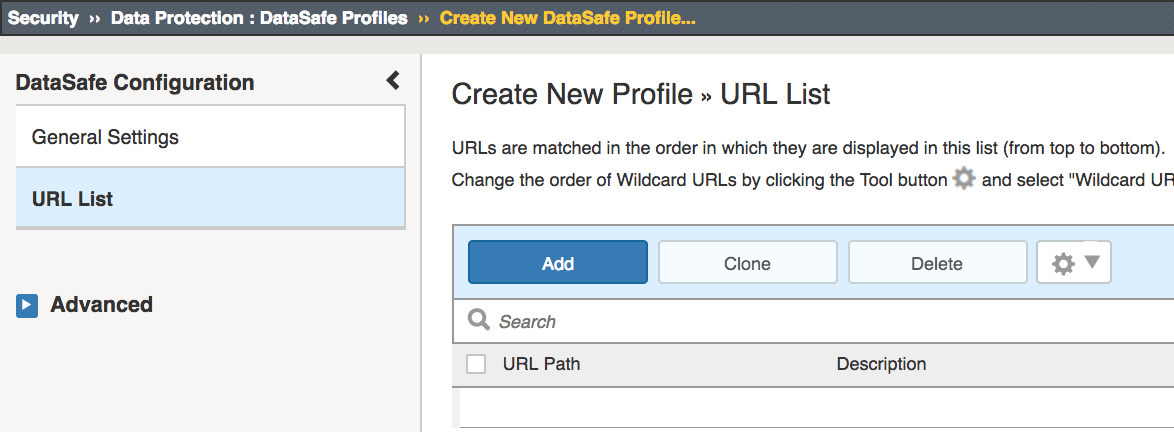 Security ›› Data Protection : DataSafe Profiles ›› Create New DataSafe Profile...
DataSafe Configuration
General Settings
URL List
Advanced
Create New Profile » URL List
URLs are matched in the order in which they are displayed in this list (from top to bottom).
Change the order of Wildcard URLs by clicking the Tool button and select "Wildcard UR
Add Clone Delete
Search
URL Path Description